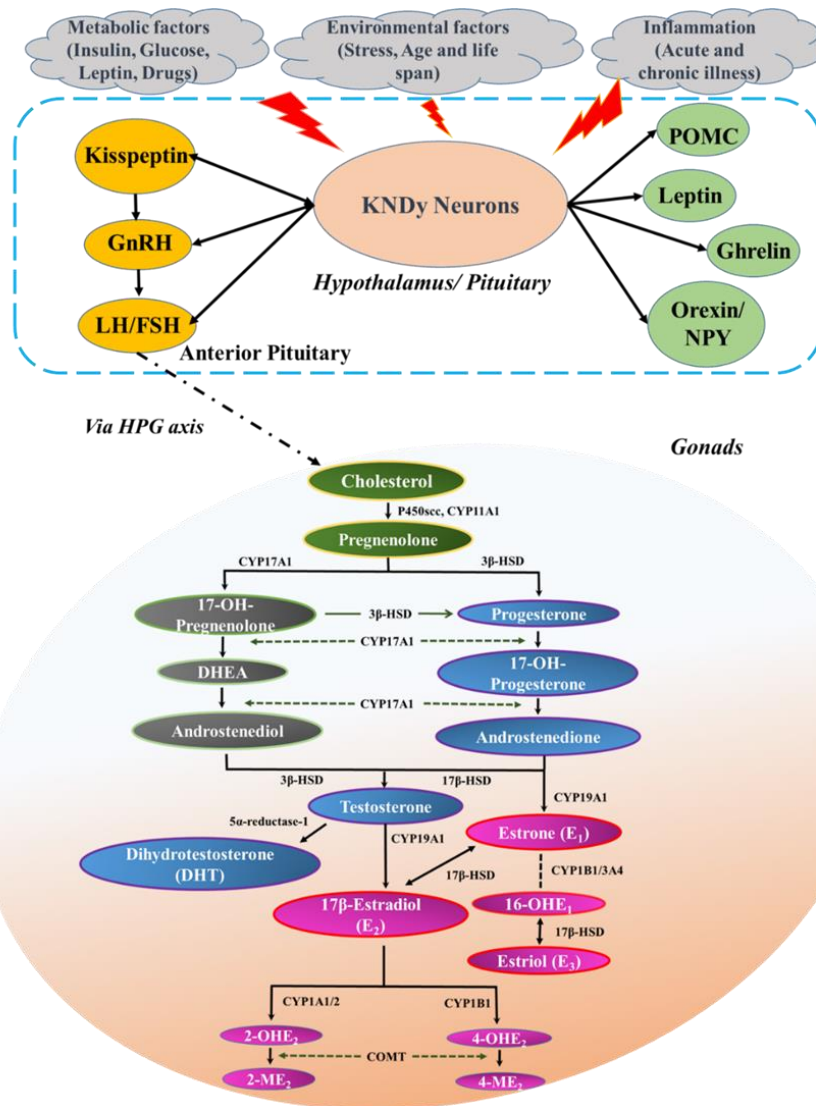 Metabolic factors
(Insulin, Glucose,
Leptin, Drugs)
Environmental factors
(Stress, Age and life
span)
Inflammation
(Acute and
chronic illness)
Kisspeptin
GnRH
LH/FSH
KNDy Neurons
Hypothalamus/ Pituitary
Anterior Pituitary
POMC
Leptin
Ghrelin
Orexin/
NPY
Via HPG axis
Gonads
Cholesterol
P450scc, CYP11A1
Pregnenolone
CYP17A1
3β-HSD
17-OH-
Pregnenolone
3β-HSD
Progesterone
CYP17A1
DHEA
17-OH-
Progesterone
CYP17A1
Androstenediol
Androstenedione
3β-HSD
17β-HSD
CYP19A1
Testosterone
5α-reductase-1
CYP19A1
Estrone (E₁)
Dihydrotestosterone
(DHT)
17β-HSD
CYP1B1/3A4
17β-Estradiol
(E₂)
16-OHE₁
17β-HSD
Estriol (E₃)
CYP1A1/2
CYP1B1
2-OHE₂
4-OHE₂
COMT
2-ME₂
4-ME₂